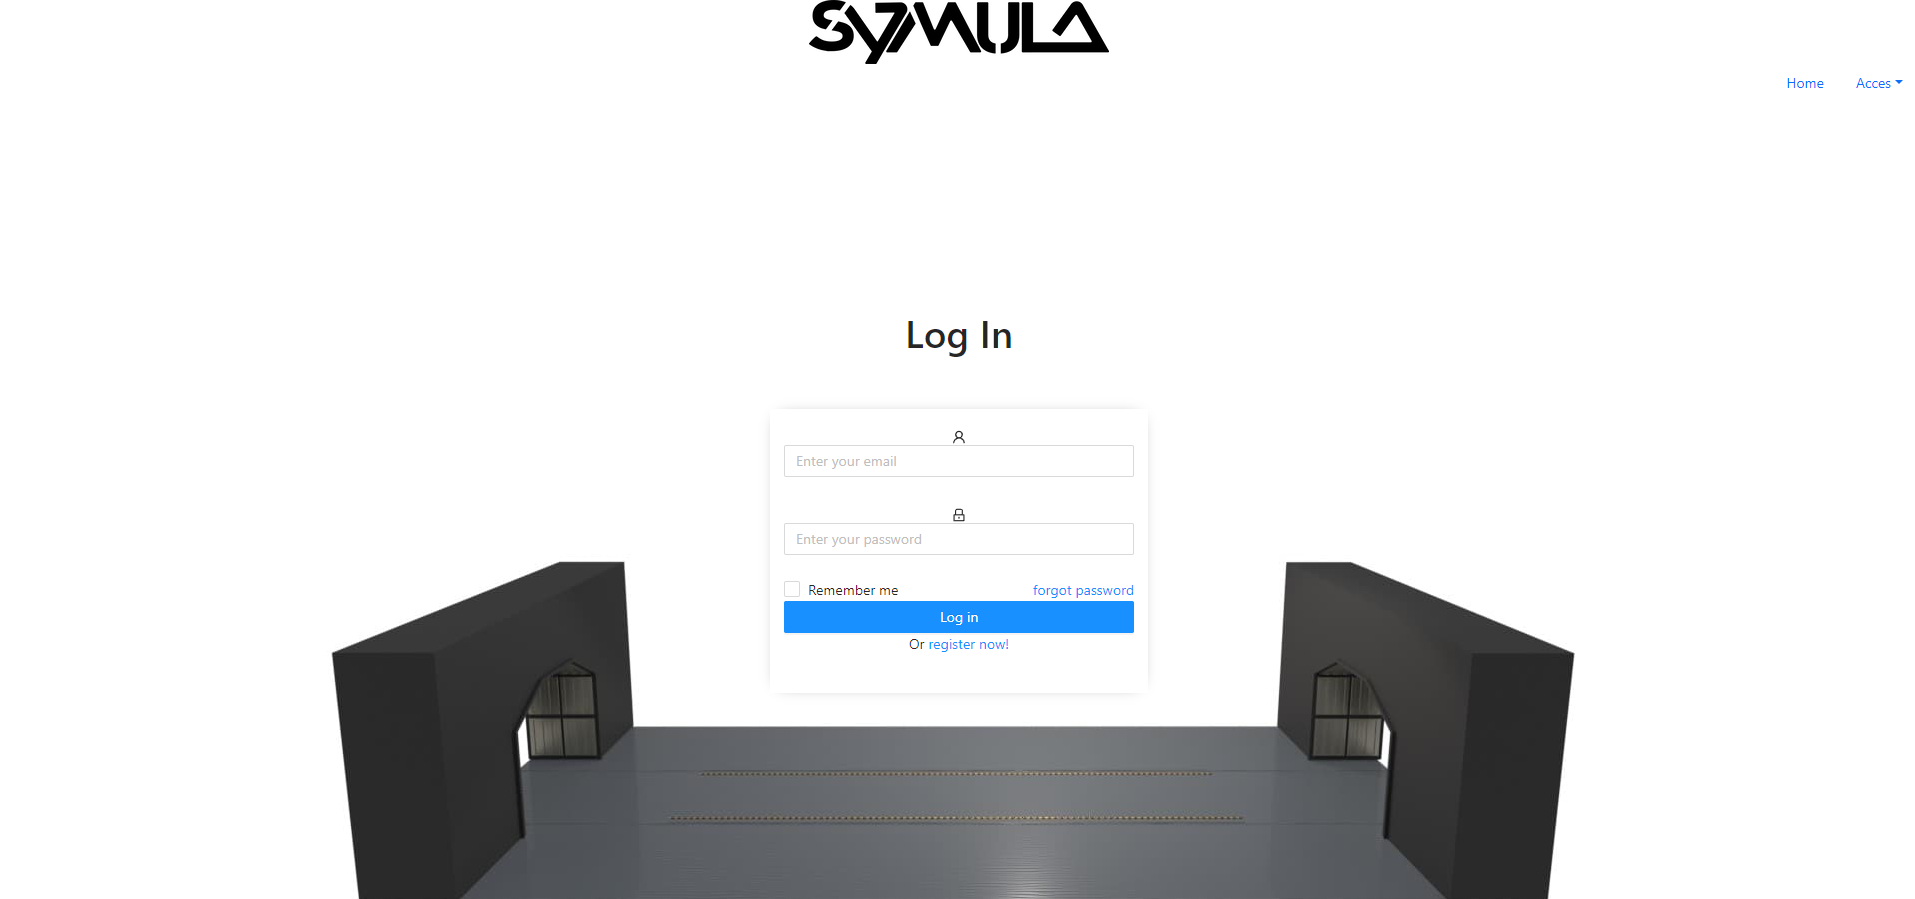 SYMULA
Home Acces
Log In
Enter your email
Enter your password
Remember me forgot password
Log in
Or register now!